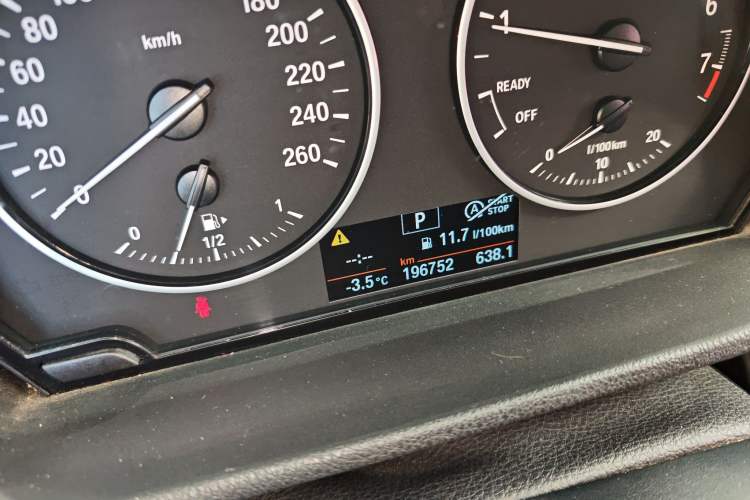 km/h
100
80
60
40
20
0
180
200
220
240
260
0
1/2
1
1
6
7
READY
OFF
0
10
20
l/100km
P
A START
STOP
11.7 l/100km
--:--
km
196752
638.1
-3.5°C